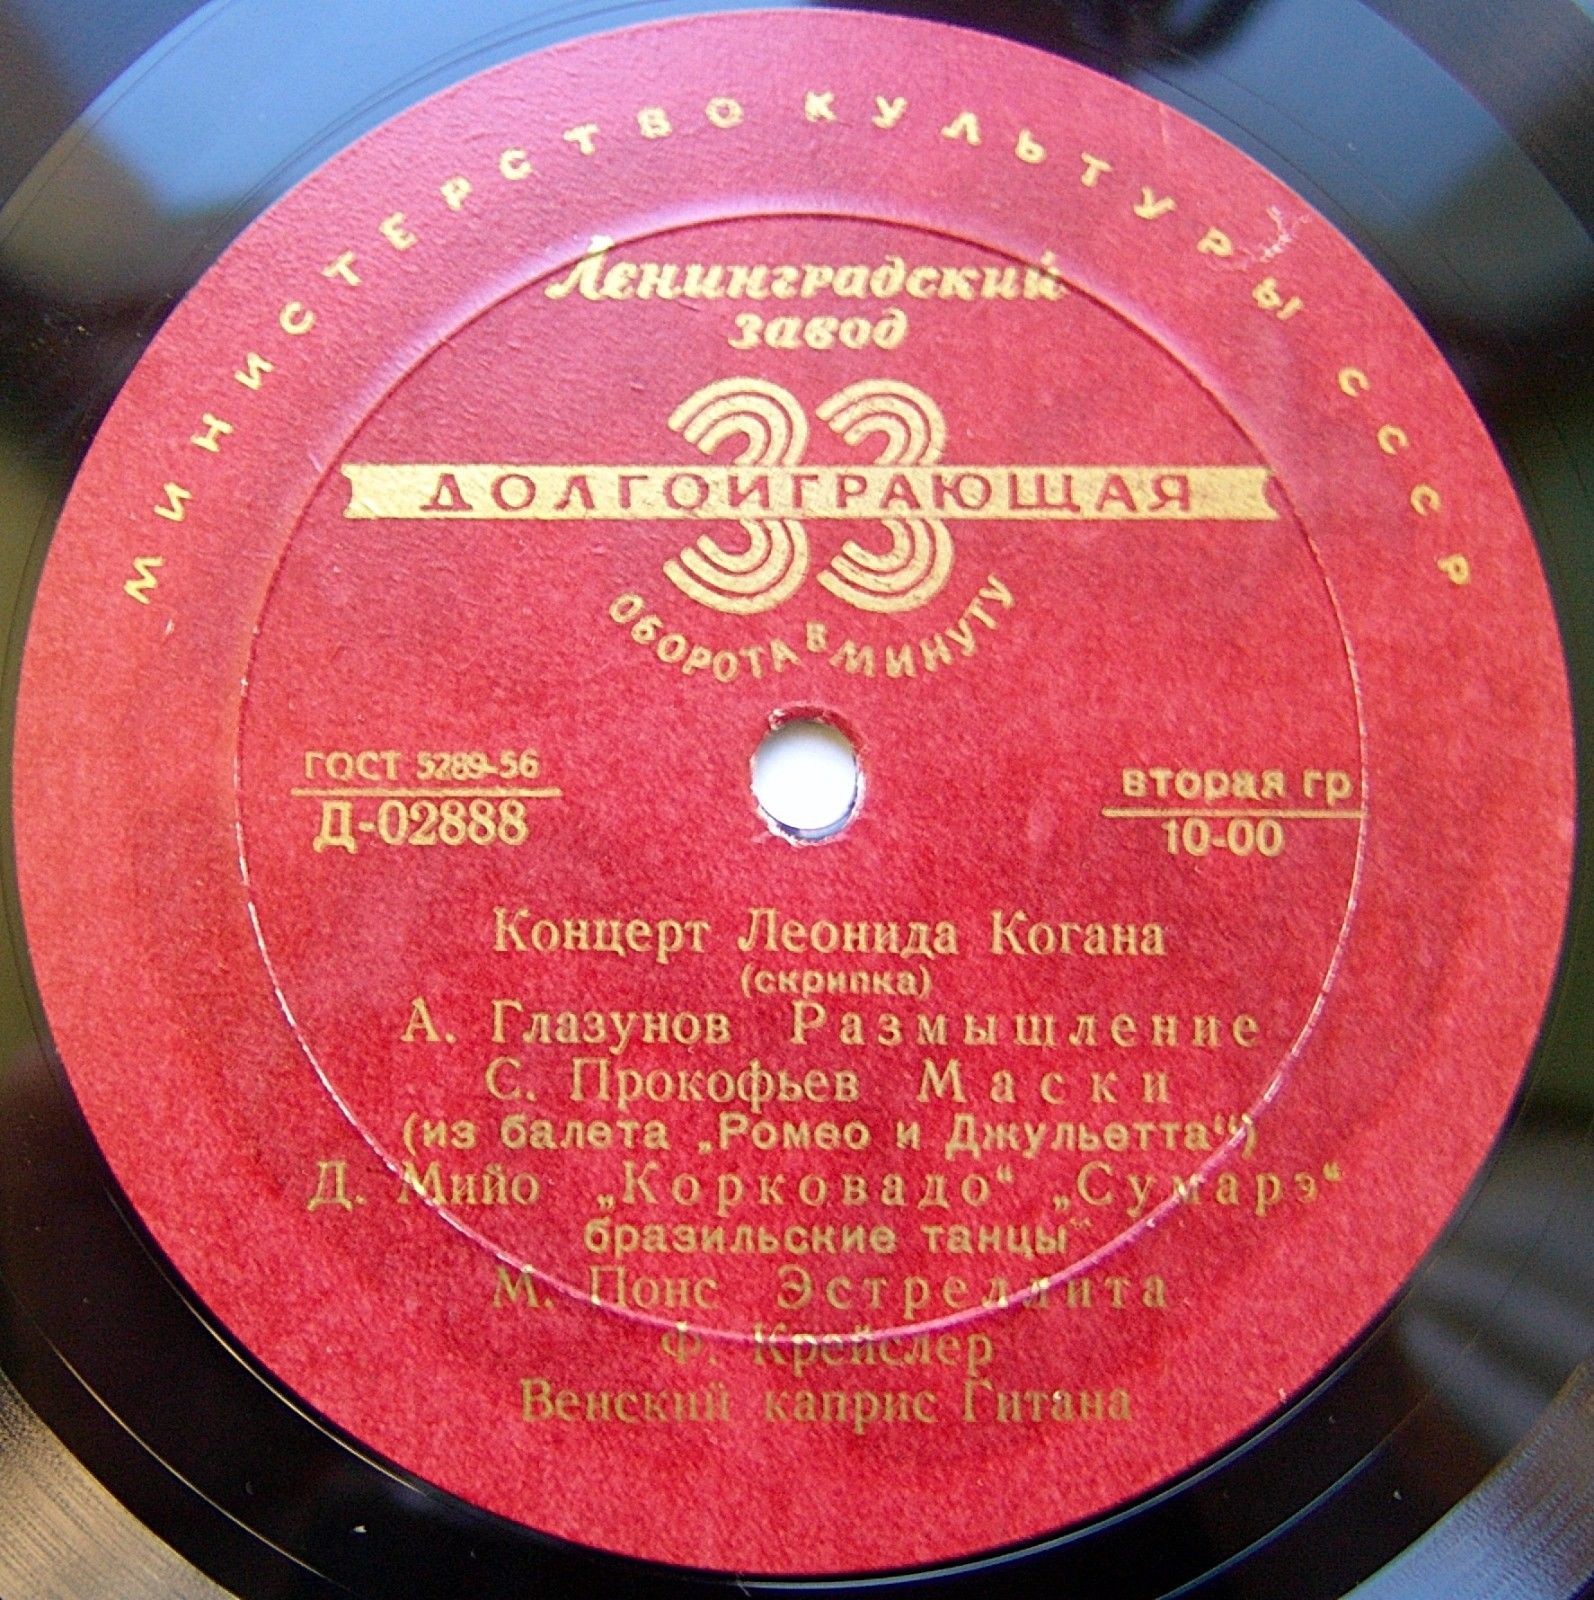 МИНИСТЕРСТВО КУЛЬТУРЫ СССР
Ленинградский
завод
33
ДОЛГОИГРАЮЩАЯ
ОБОРОТА В МИНУТУ
ГОСТ 5289-56
Д-02888
вторая гр
10-00
Концерт Леонида Когана
(скрипка)
А. Глазунов Размышление
С. Прокофьев Маски
(из балета „Ромео и Джульетта“)
Д. Мийо „Корковадо“ „Сумарэ“
бразильские танцы"
М. Понс Эстреллита
Ф. Крейслер
Венский каприс Гитана